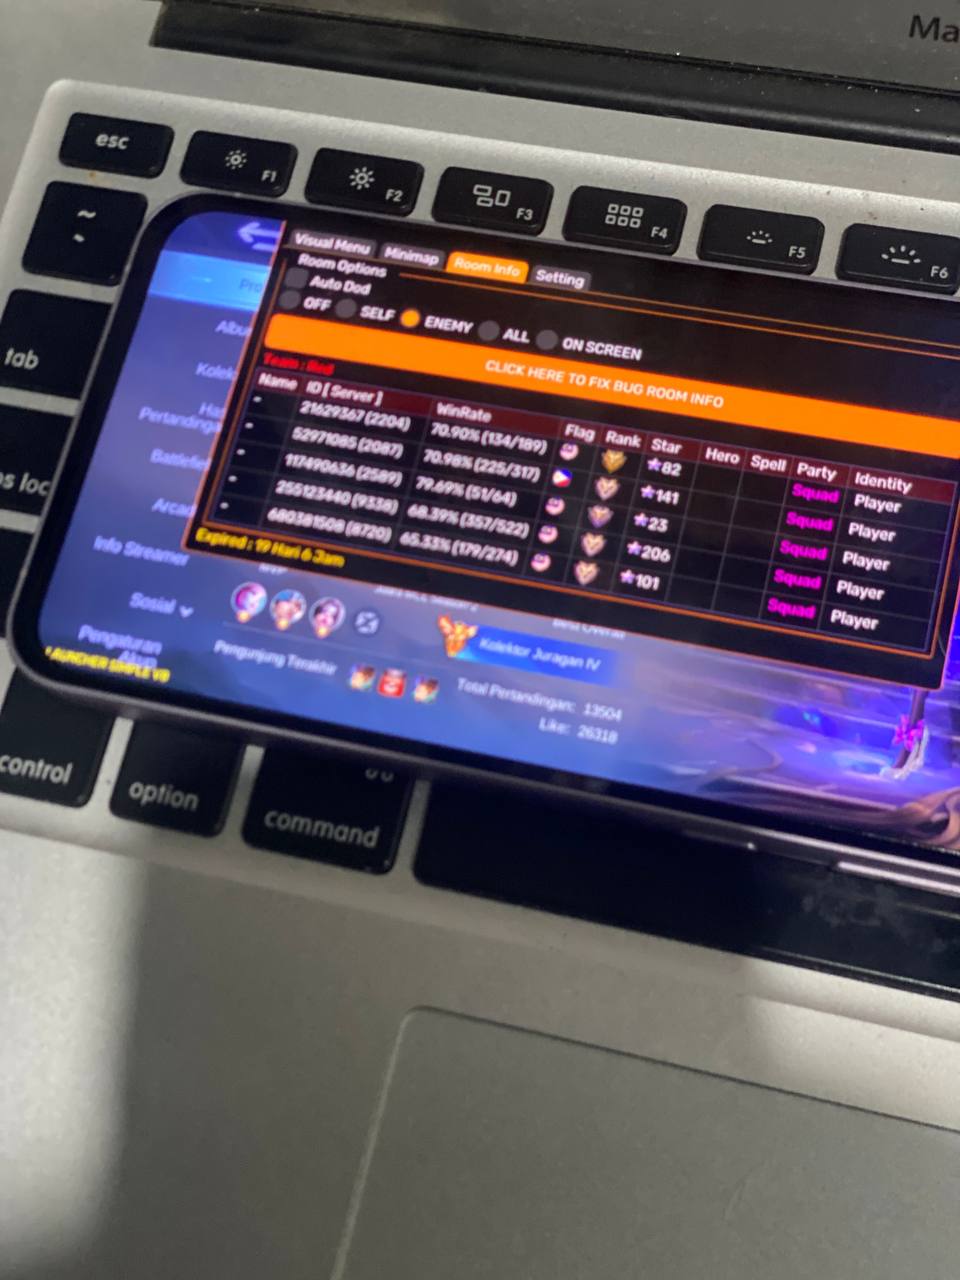 Ma
esc
F1
F2
F3
F4
F5
F6
~
tab
control
option
command
Visual Menu Minimap Room Info Setting
Room Options
Auto Dod
OFF SELF ENEMY ALL ON SCREEN
CLICK HERE TO FIX BUG ROOM INFO
Team : Red
Name ID [ Server ] WinRate Flag Rank Star Hero Spell Party Identity
- 21629367 (2204) 70.90% (134/189) 82 Squad Player
- 52971085 (2087) 70.98% (225/317) 141 Squad Player
- 117490636 (2589) 79.69% (51/64) 23 Squad Player
- 255123440 (9338) 68.39% (357/522) 206 Squad Player
- 680381508 (8720) 65.33% (179/274) 101 Squad Player
Expired : 19 Hari 6 Jam
Info Streamer
Sosial
Pengaturan
Pengunjung Terakhir
Kolektor Juragan IV
Total Pertandingan: 13504
Like: 26318